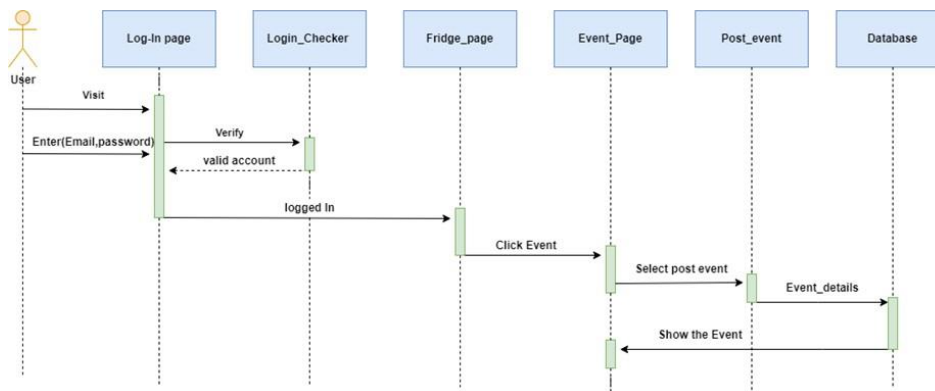 Log-In page
Login_Checker
Fridge_page
Event_Page
Post_event
Database
User
Visit
Enter(Email,password)
Verify
valid account
logged In
Click Event
Select post event
Event_details
Show the Event